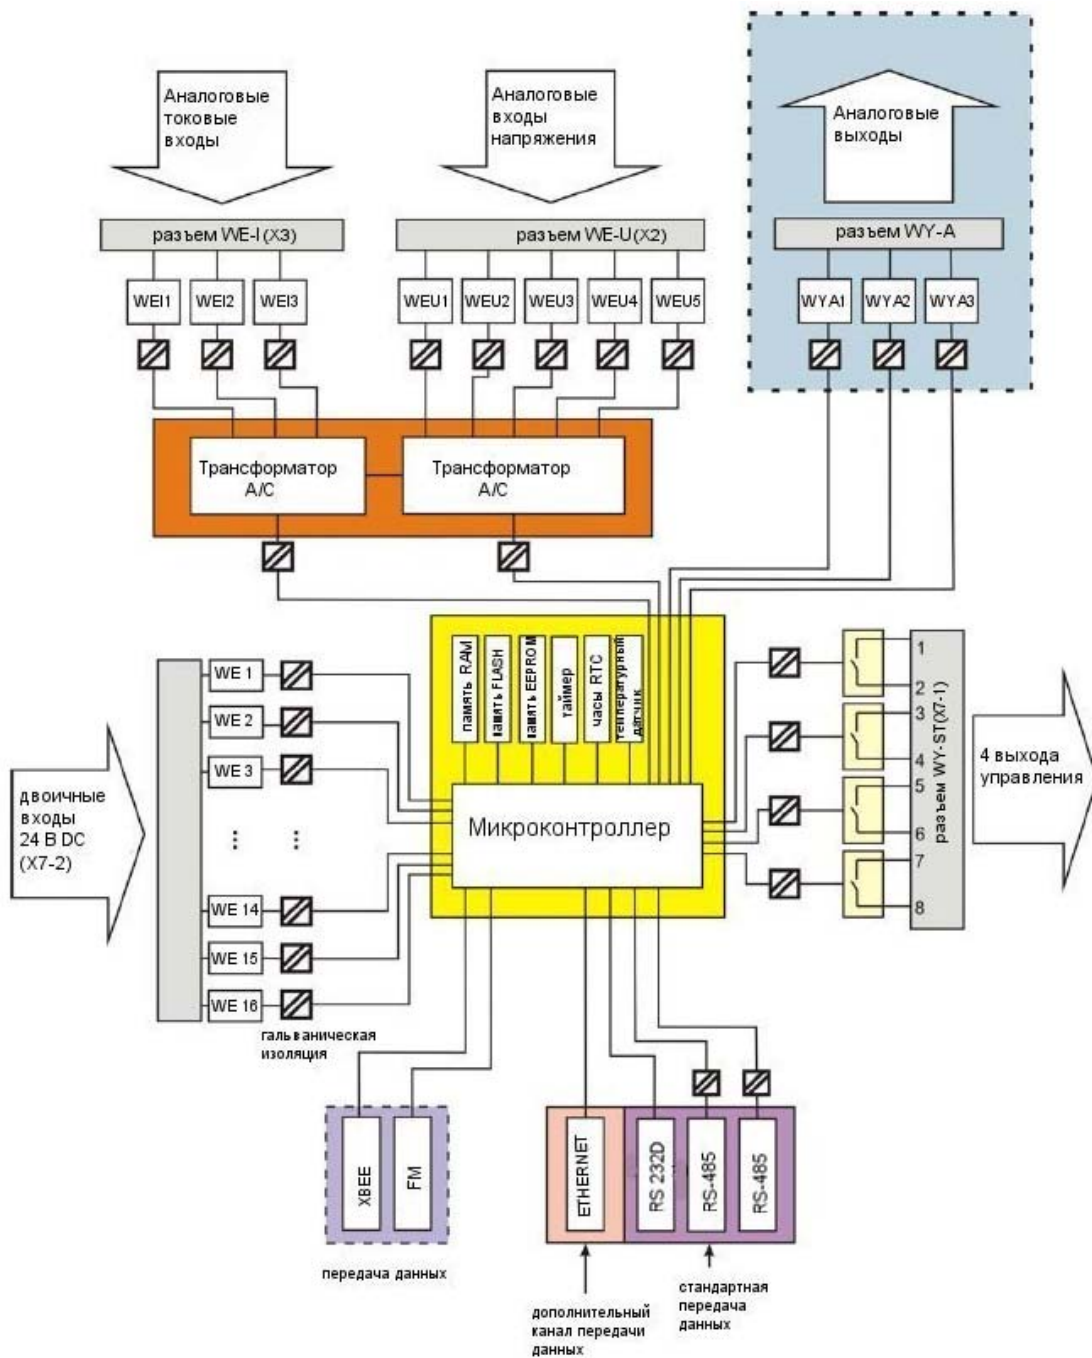 Аналоговые
токовые
входы
Аналоговые
входы
напряжения
Аналоговые
выходы
разъем WE-I (X3)
разъем WE-U(X2)
разъем WY-A
WEI1
WEI2
WEI3
WEU1
WEU2
WEU3
WEU4
WEU5
WYA1
WYA2
WYA3
Трансформатор
A/C
Трансформатор
A/C
память RAM
память FLASH
память EEPROM
таймер
часы RTC
температурный
датчик
Микроконтроллер
двоичные
входы
24 В DC
(X7-2)
WE 1
WE 2
WE 3
...
...
WE 14
WE 15
WE 16
гальваническая
изоляция
1
2
3
4
5
6
7
8
разъем WY-ST(X7-1)
4 выхода
управления
XBEE
FM
ETHERNET
RS 232D
RS-485
RS-485
передача данных
дополнительный
канал передачи
данных
стандартная
передача
данных